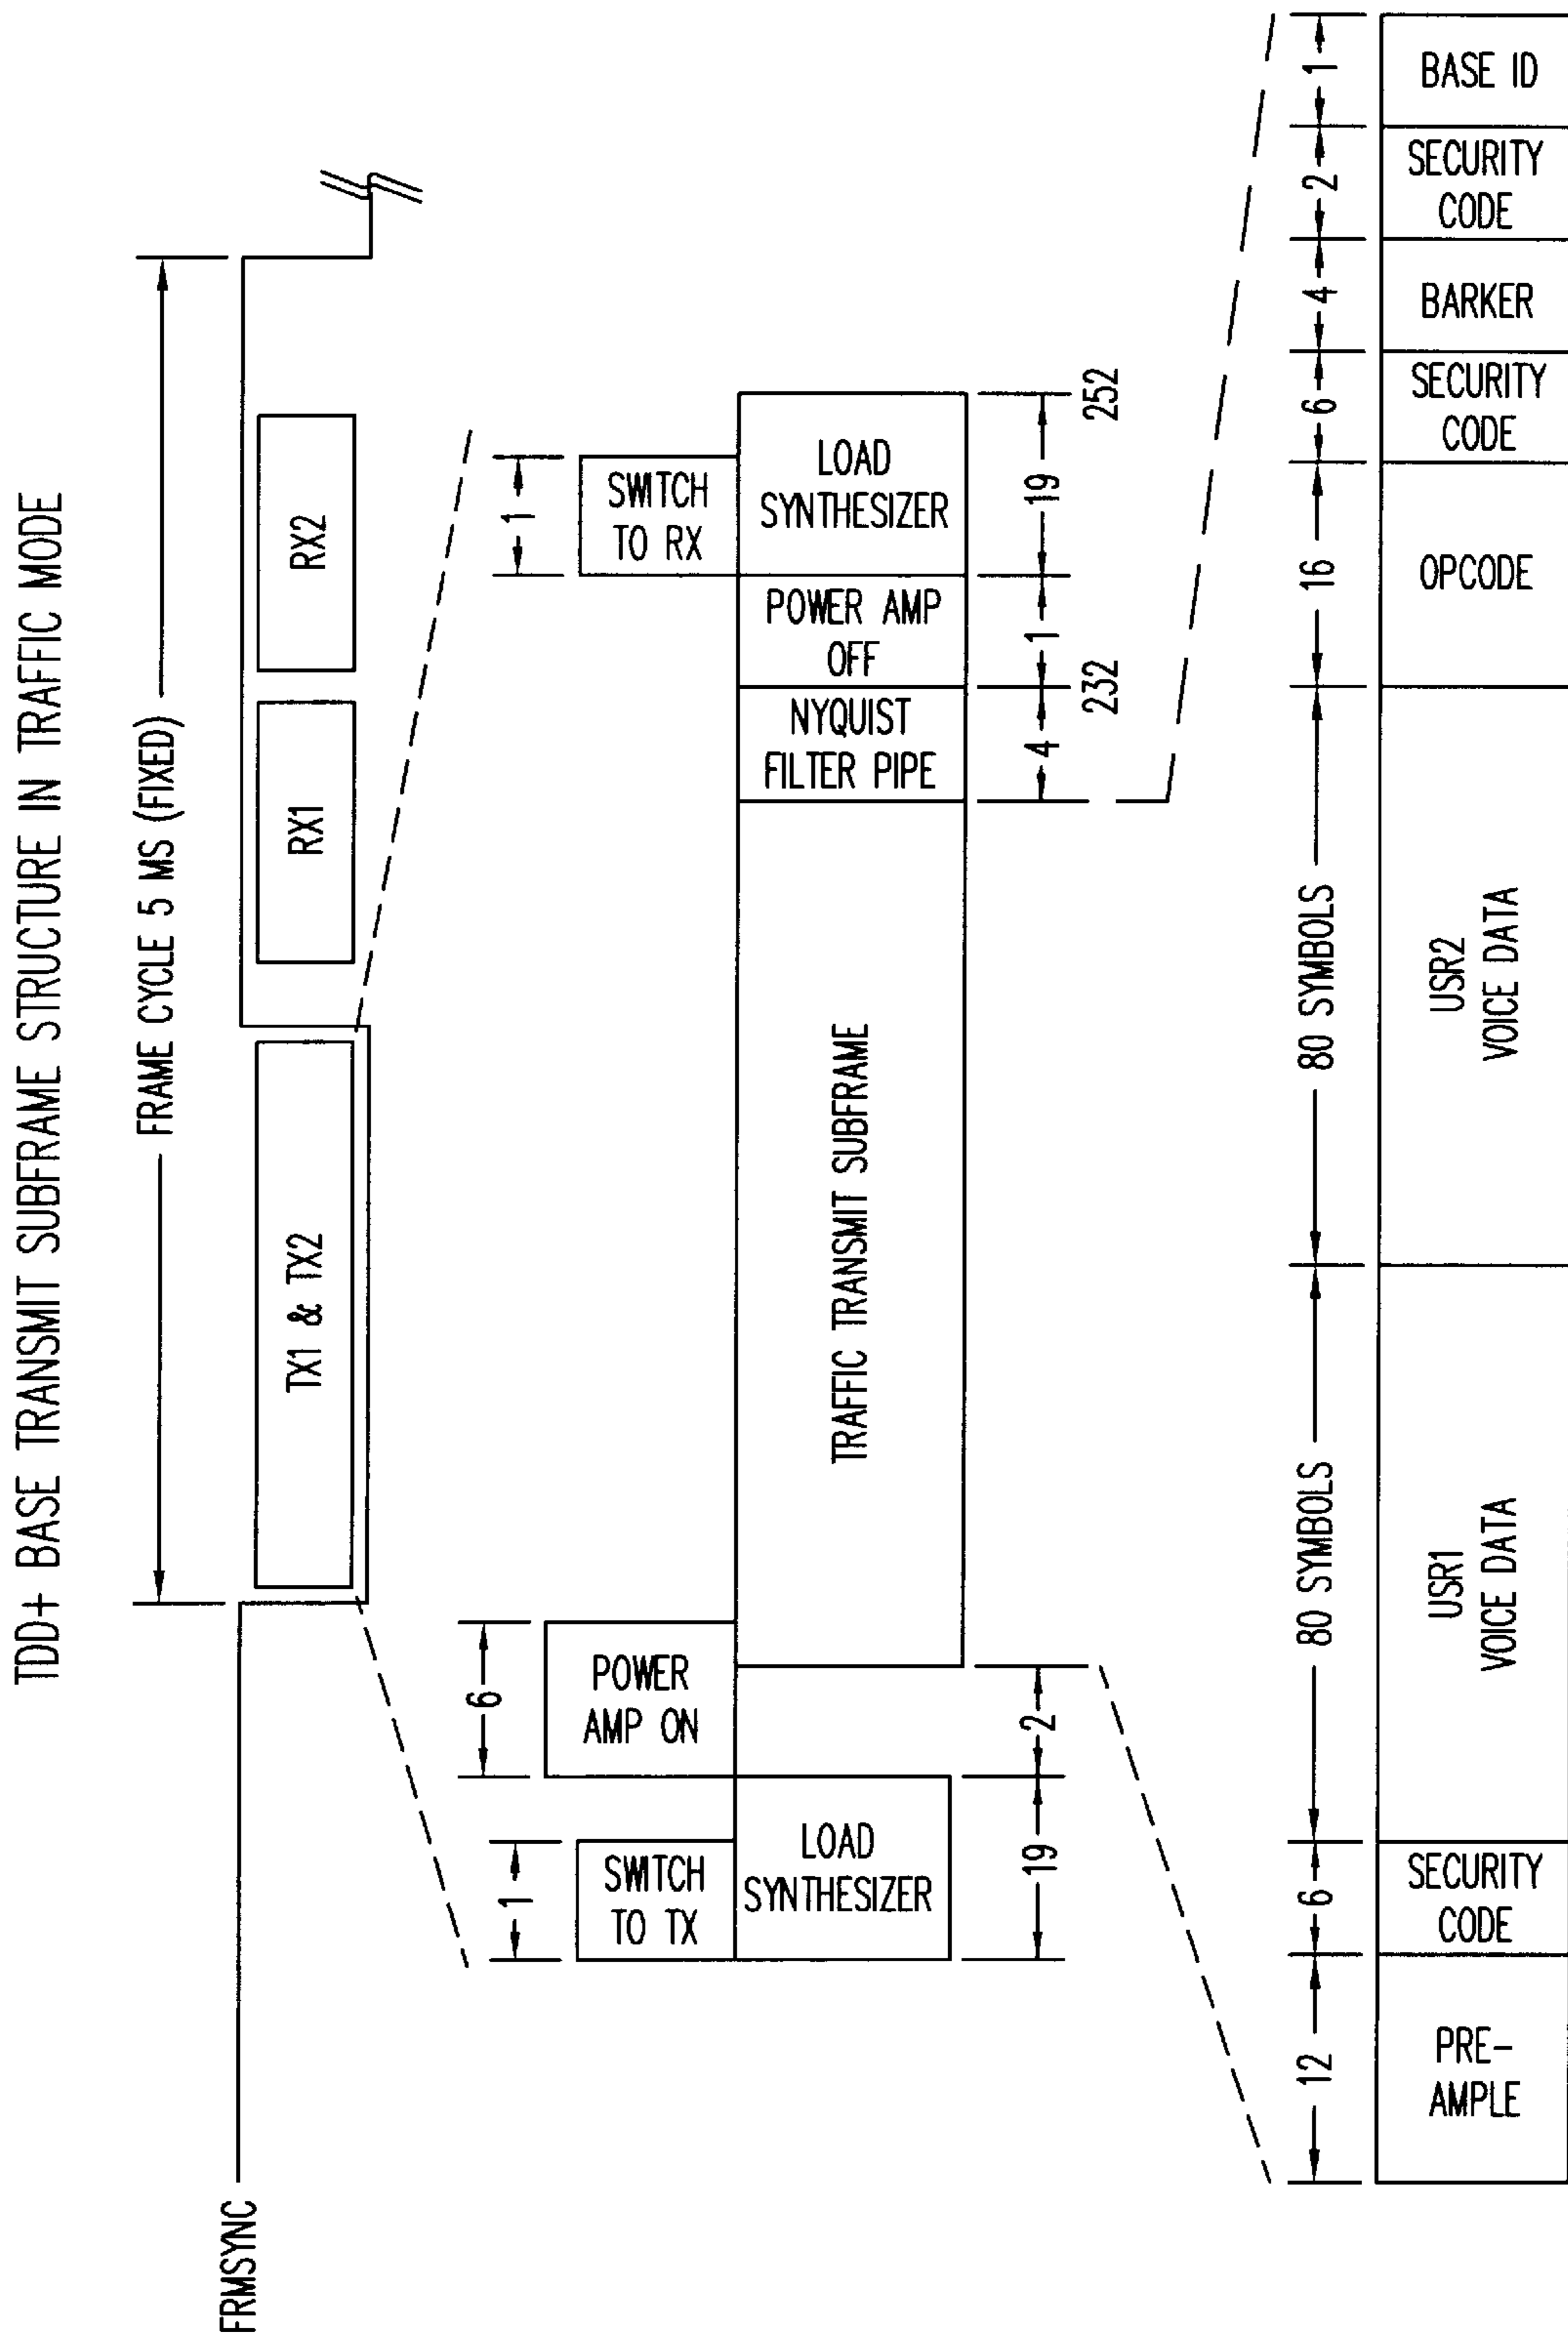 TDD+ BASE TRANSMIT SUBFRAME STRUCTURE IN TRAFFIC MODE
FRAME CYCLE 5 MS (FIXED)
FRMSYNC
TX1 & TX2
RX1
RX2
1
6
1
SWITCH
TO TX
POWER
AMP ON
SWITCH
TO RX
LOAD
SYNTHESIZER
TRAFFIC TRANSMIT SUBFRAME
NYQUIST
FILTER PIPE
POWER AMP
OFF
LOAD
SYNTHESIZER
19
2
4
1
19
232
252
12
6
80 SYMBOLS
80 SYMBOLS
16
6
4
2
1
PRE-
AMPLE
SECURITY
CODE
USR1
VOICE DATA
USR2
VOICE DATA
OPCODE
SECURITY
CODE
BARKER
SECURITY
CODE
BASE ID